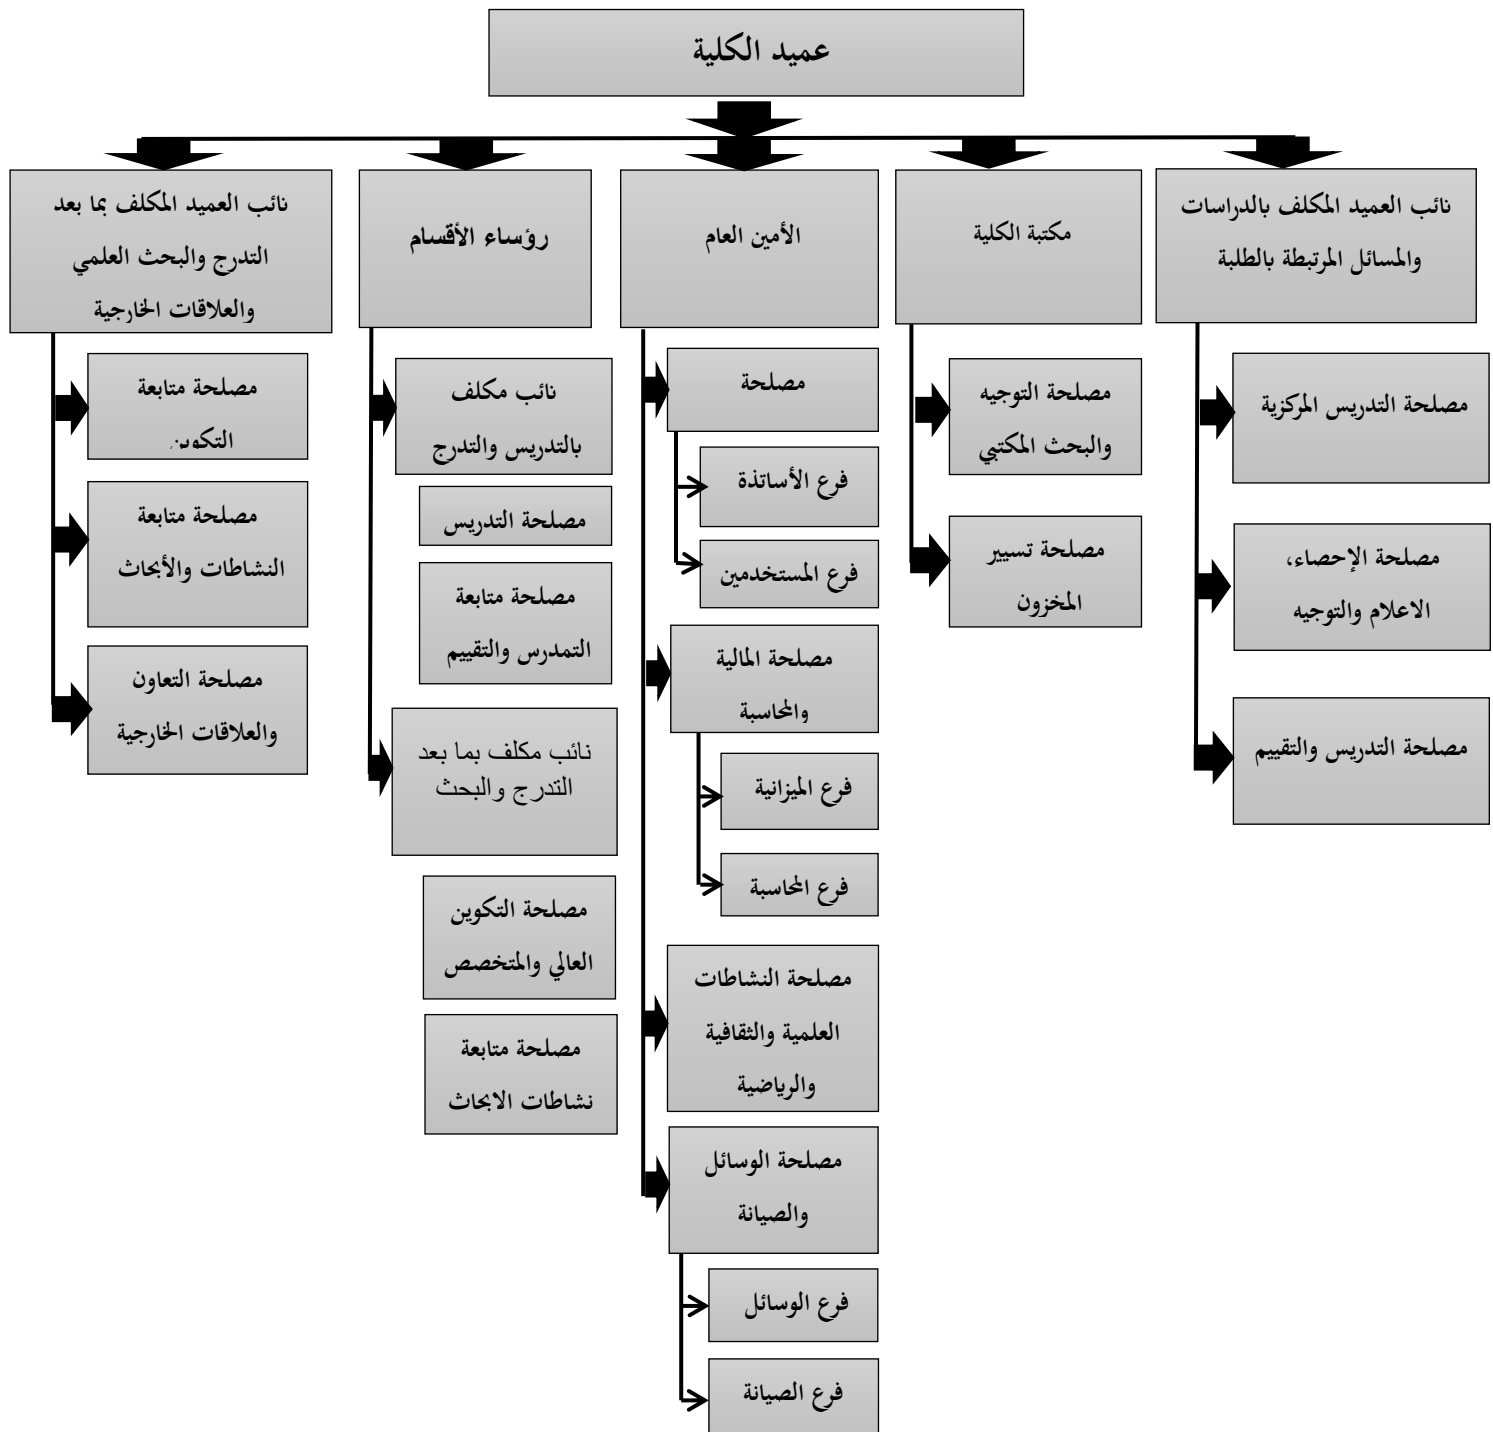 عميد الكلية
نائب العميد المكلف بالدراسات
والمسائل المرتبطة بالطلبة
مصلحة التدريس المركزية
مصلحة الإحصاء،
الاعلام والتوجيه
مصلحة التدريس والتقييم
مكتبة الكلية
مصلحة التوجيه
والبحث المكتبي
مصلحة تسيير
المخزون
الأمين العام
مصلحة
فرع الأساتذة
فرع المستخدمين
مصلحة المالية
والمحاسبة
فرع الميزانية
فرع المحاسبة
مصلحة النشاطات
العلمية والثقافية
والرياضية
مصلحة الوسائل
والصيانة
فرع الوسائل
فرع الصيانة
رؤساء الأقسام
نائب مكلف
بالتدريس والتدرج
مصلحة التدريس
مصلحة متابعة
التمدرس والتقييم
نائب مكلف بما بعد
التدرج والبحث
مصلحة التكوين
العالي والمتخصص
مصلحة متابعة
نشاطات الابحاث
نائب العميد المكلف بما بعد
التدرج والبحث العلمي
والعلاقات الخارجية
مصلحة متابعة
التكوين
مصلحة متابعة
النشاطات والأبحاث
مصلحة التعاون
والعلاقات الخارجية